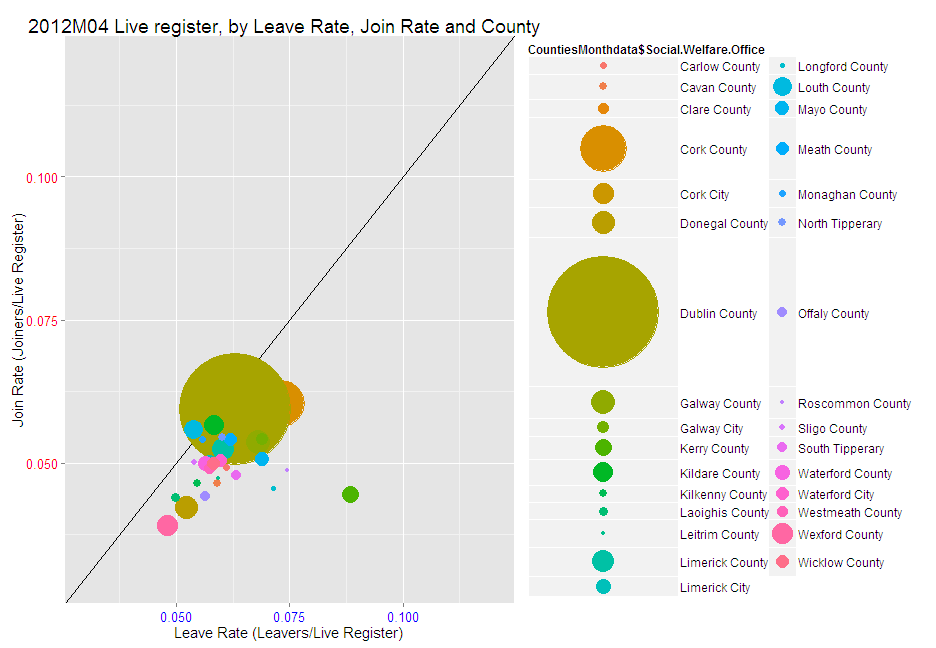 2012M04 Live register, by Leave Rate, Join Rate and County
CountiesMonthdata$Social.Welfare.Office
Carlow County
Cavan County
Clare County
Cork County
Cork City
Donegal County
Dublin County
Galway County
Galway City
Kerry County
Kildare County
Kilkenny County
Laoighis County
Leitrim County
Limerick County
Limerick City
Longford County
Louth County
Mayo County
Meath County
Monaghan County
North Tipperary
Offaly County
Roscommon County
Sligo County
South Tipperary
Waterford County
Waterford City
Westmeath County
Wexford County
Wicklow County
Join Rate (Joiners/Live Register)
0.100
0.075
0.050
0.050
0.075
0.100
Leave Rate (Leavers/Live Register)